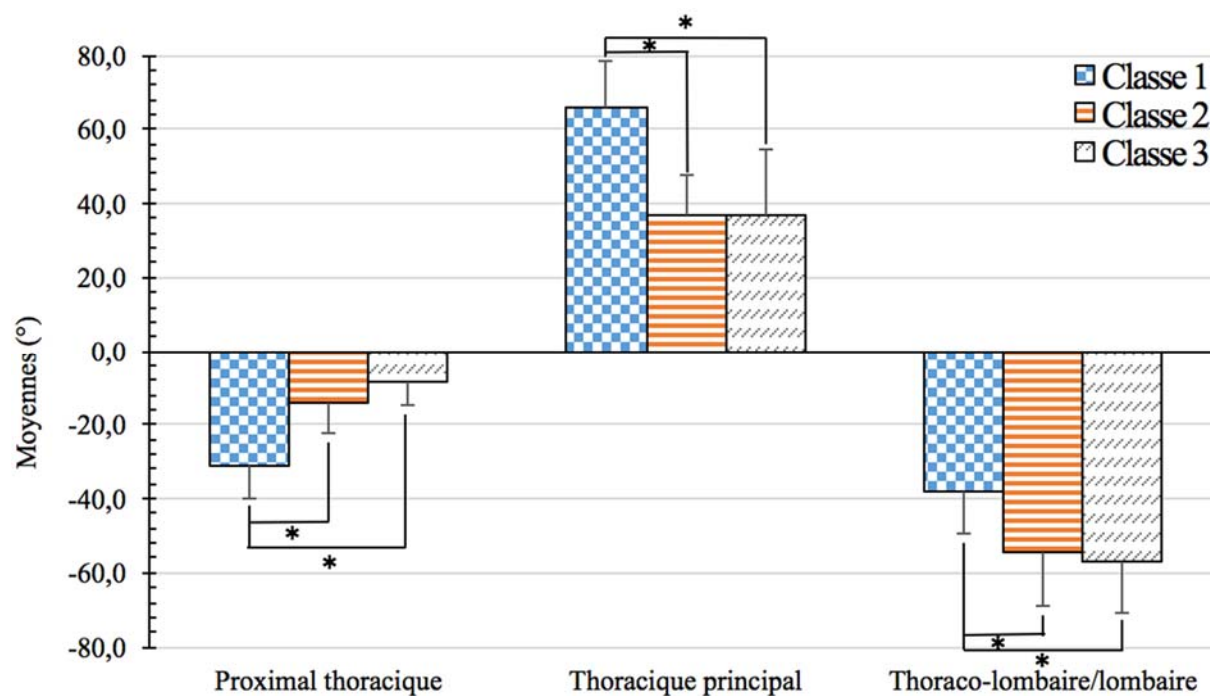 Moyennes (°)
80,0
60,0
40,0
20,0
0,0
-20,0
-40,0
-60,0
-80,0
*
*
*
*
*
*
Classe 1
Classe 2
Classe 3
Proximal thoracique
Thoracique principal
Thoraco-lombaire/lombaire